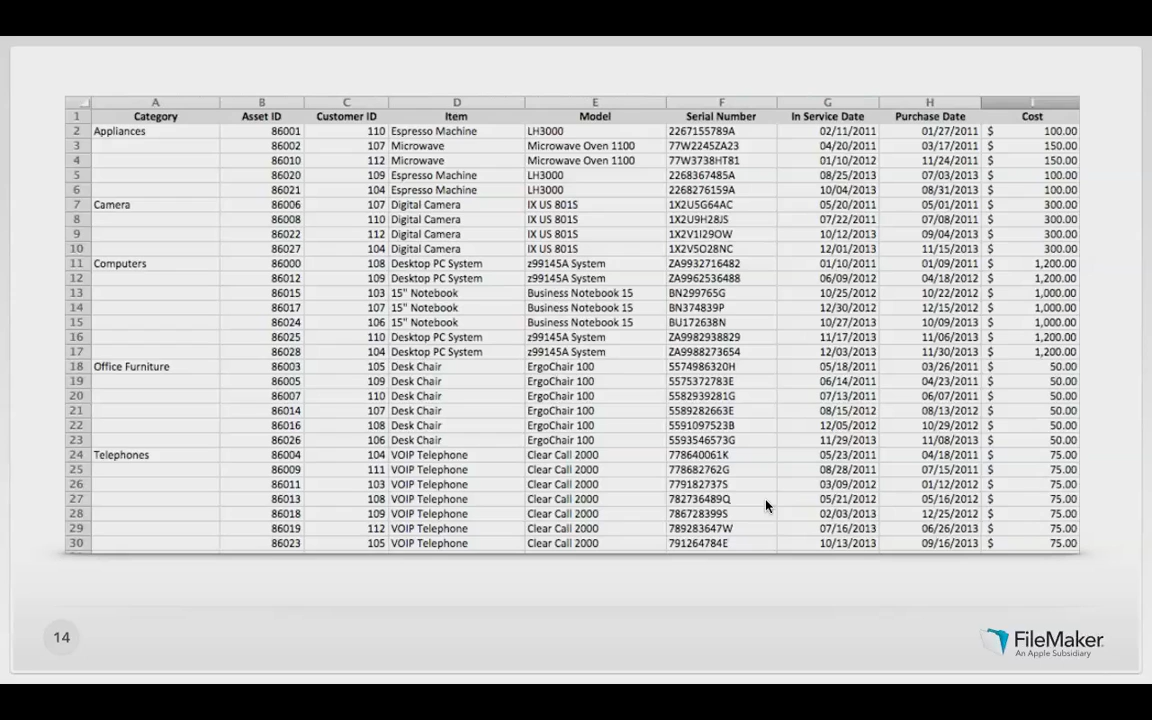 A B C D E F G H I
1 Category Asset ID Customer ID Item Model Serial Number In Service Date Purchase Date Cost
2 Appliances 86001 110 Espresso Machine LH3000 2267155789A 02/11/2011 01/27/2011 $ 100.00
3 86002 107 Microwave Microwave Oven 1100 77W2245ZA23 04/20/2011 03/17/2011 $ 150.00
4 86010 112 Microwave Microwave Oven 1100 77W3738HT81 01/10/2012 11/24/2011 $ 150.00
5 86020 109 Espresso Machine LH3000 2268367485A 08/25/2013 07/03/2013 $ 100.00
6 86021 104 Espresso Machine LH3000 2268276159A 10/04/2013 08/31/2013 $ 100.00
7 Camera 86006 107 Digital Camera IX US 801S 1X2U5G64AC 05/20/2011 05/01/2011 $ 300.00
8 86008 110 Digital Camera IX US 801S 1X2U9H28JS 07/22/2011 07/08/2011 $ 300.00
9 86022 112 Digital Camera IX US 801S 1X2V1I29OW 10/12/2013 09/04/2013 $ 300.00
10 86027 104 Digital Camera IX US 801S 1X2V5O28NC 12/01/2013 11/15/2013 $ 300.00
11 Computers 86000 108 Desktop PC System z99145A System ZA9932716482 01/10/2011 01/09/2011 $ 1,200.00
12 86012 109 Desktop PC System z99145A System ZA9962536488 06/09/2012 04/18/2012 $ 1,200.00
13 86015 103 15" Notebook Business Notebook 15 BN299765G 10/25/2012 10/22/2012 $ 1,000.00
14 86017 107 15" Notebook Business Notebook 15 BN374839P 12/30/2012 12/15/2012 $ 1,000.00
15 86024 106 15" Notebook Business Notebook 15 BU172638N 10/27/2013 10/09/2013 $ 1,000.00
16 86025 110 Desktop PC System z99145A System ZA9982938829 11/17/2013 11/06/2013 $ 1,200.00
17 86028 104 Desktop PC System z99145A System ZA9988273654 12/03/2013 11/30/2013 $ 1,200.00
18 Office Furniture 86003 105 Desk Chair ErgoChair 100 5574986320H 05/18/2011 03/26/2011 $ 50.00
19 86005 109 Desk Chair ErgoChair 100 5575372783E 06/14/2011 04/23/2011 $ 50.00
20 86007 110 Desk Chair ErgoChair 100 5582939281G 07/13/2011 06/07/2011 $ 50.00
21 86014 107 Desk Chair ErgoChair 100 5589282663E 08/15/2012 08/13/2012 $ 50.00
22 86016 108 Desk Chair ErgoChair 100 5591097523B 12/05/2012 10/29/2012 $ 50.00
23 86026 106 Desk Chair ErgoChair 100 5593546573G 11/29/2013 11/08/2013 $ 50.00
24 Telephones 86004 104 VOIP Telephone Clear Call 2000 778640061K 05/23/2011 04/18/2011 $ 75.00
25 86009 111 VOIP Telephone Clear Call 2000 778682762G 08/28/2011 07/15/2011 $ 75.00
26 86011 103 VOIP Telephone Clear Call 2000 779182737S 03/09/2012 01/12/2012 $ 75.00
27 86013 108 VOIP Telephone Clear Call 2000 782736489Q 05/21/2012 05/16/2012 $ 75.00
28 86018 109 VOIP Telephone Clear Call 2000 786728399S 02/03/2013 12/25/2012 $ 75.00
29 86019 112 VOIP Telephone Clear Call 2000 789283647W 07/16/2013 06/26/2013 $ 75.00
30 86023 105 VOIP Telephone Clear Call 2000 791264784E 10/13/2013 09/16/2013 $ 75.00
14
FileMaker
An Apple Subsidiary